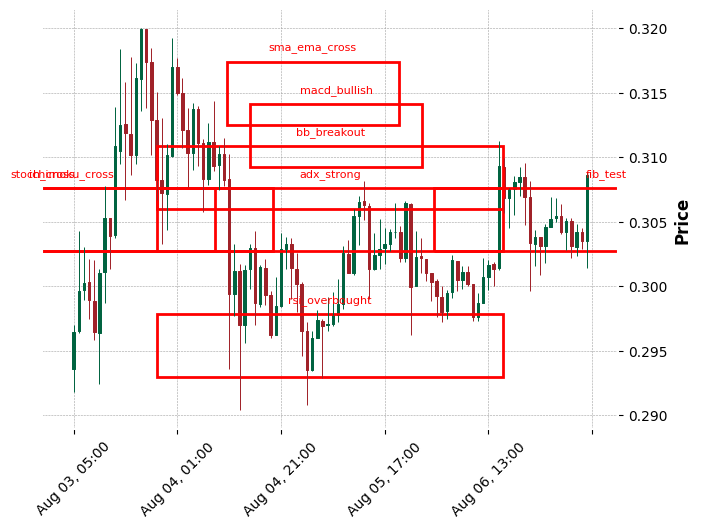 0.320
sma_ema_cross
macd_bullish
0.315
bb_breakout
0.310
adx_strong
fib_test
0.305
Price
0.300
rsi_overbought
0.295
0.290
Aug 03, 05:00
Aug 04, 01:00
Aug 04, 21:00
Aug 05, 17:00
Aug 06, 13:00